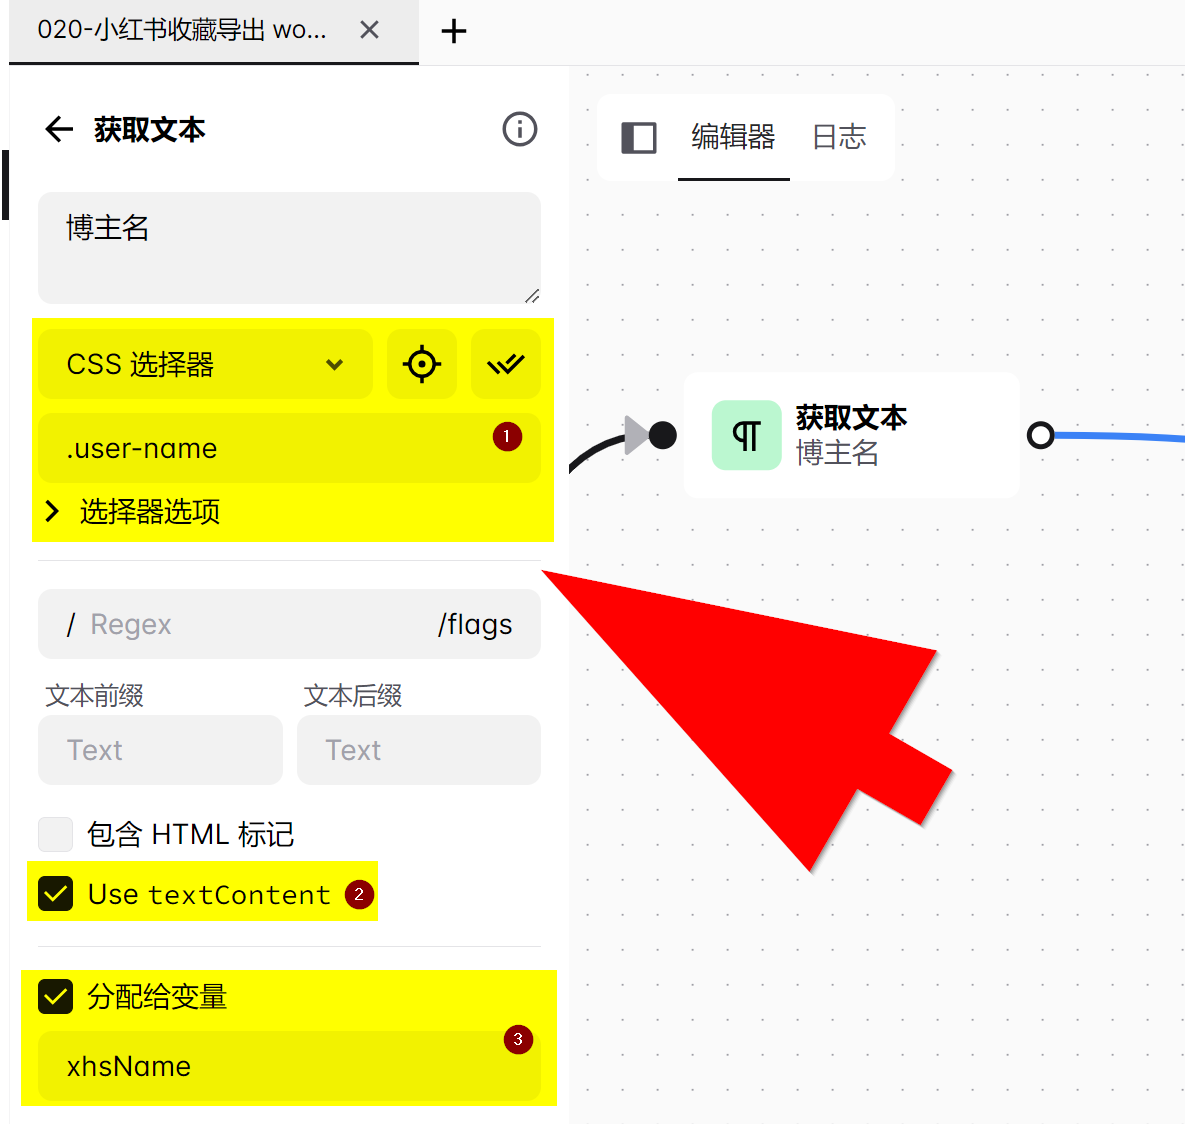 020-小红书收藏导出 wo...
获取文本
编辑器
日志
博主名
CSS 选择器
.user-name
1
选择器选项
获取文本
博主名
/ Regex /flags
文本前缀
文本后缀
Text
Text
包含 HTML 标记
Use textContent
2
分配给变量
3
xhsName